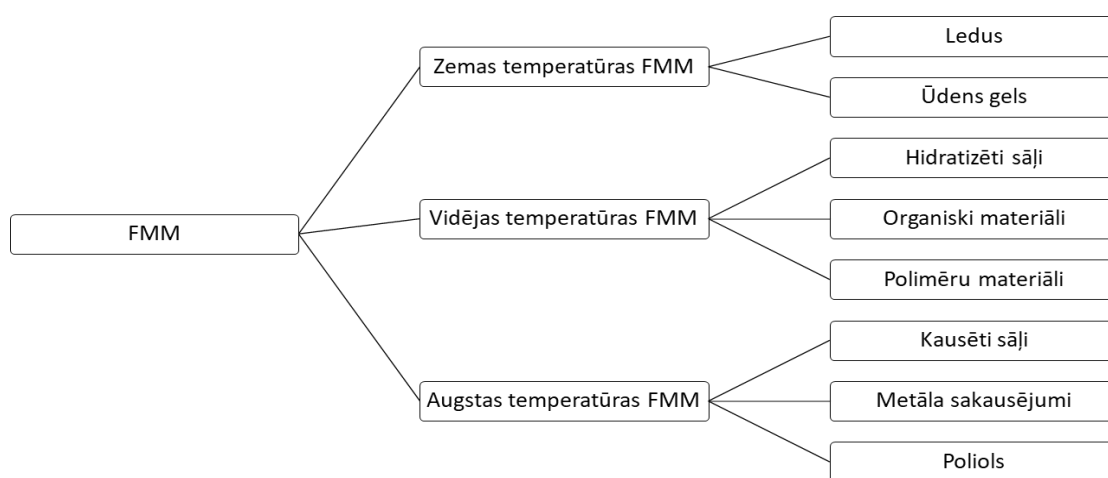 FMM
Zemas temperatūras FMM
Ledus
Ūdens gels
Vidējas temperatūras FMM
Hidratizēti sāļi
Organiski materiāli
Polimēru materiāli
Augstas temperatūras FMM
Kausēti sāļi
Metāla sakausējumi
Poliols